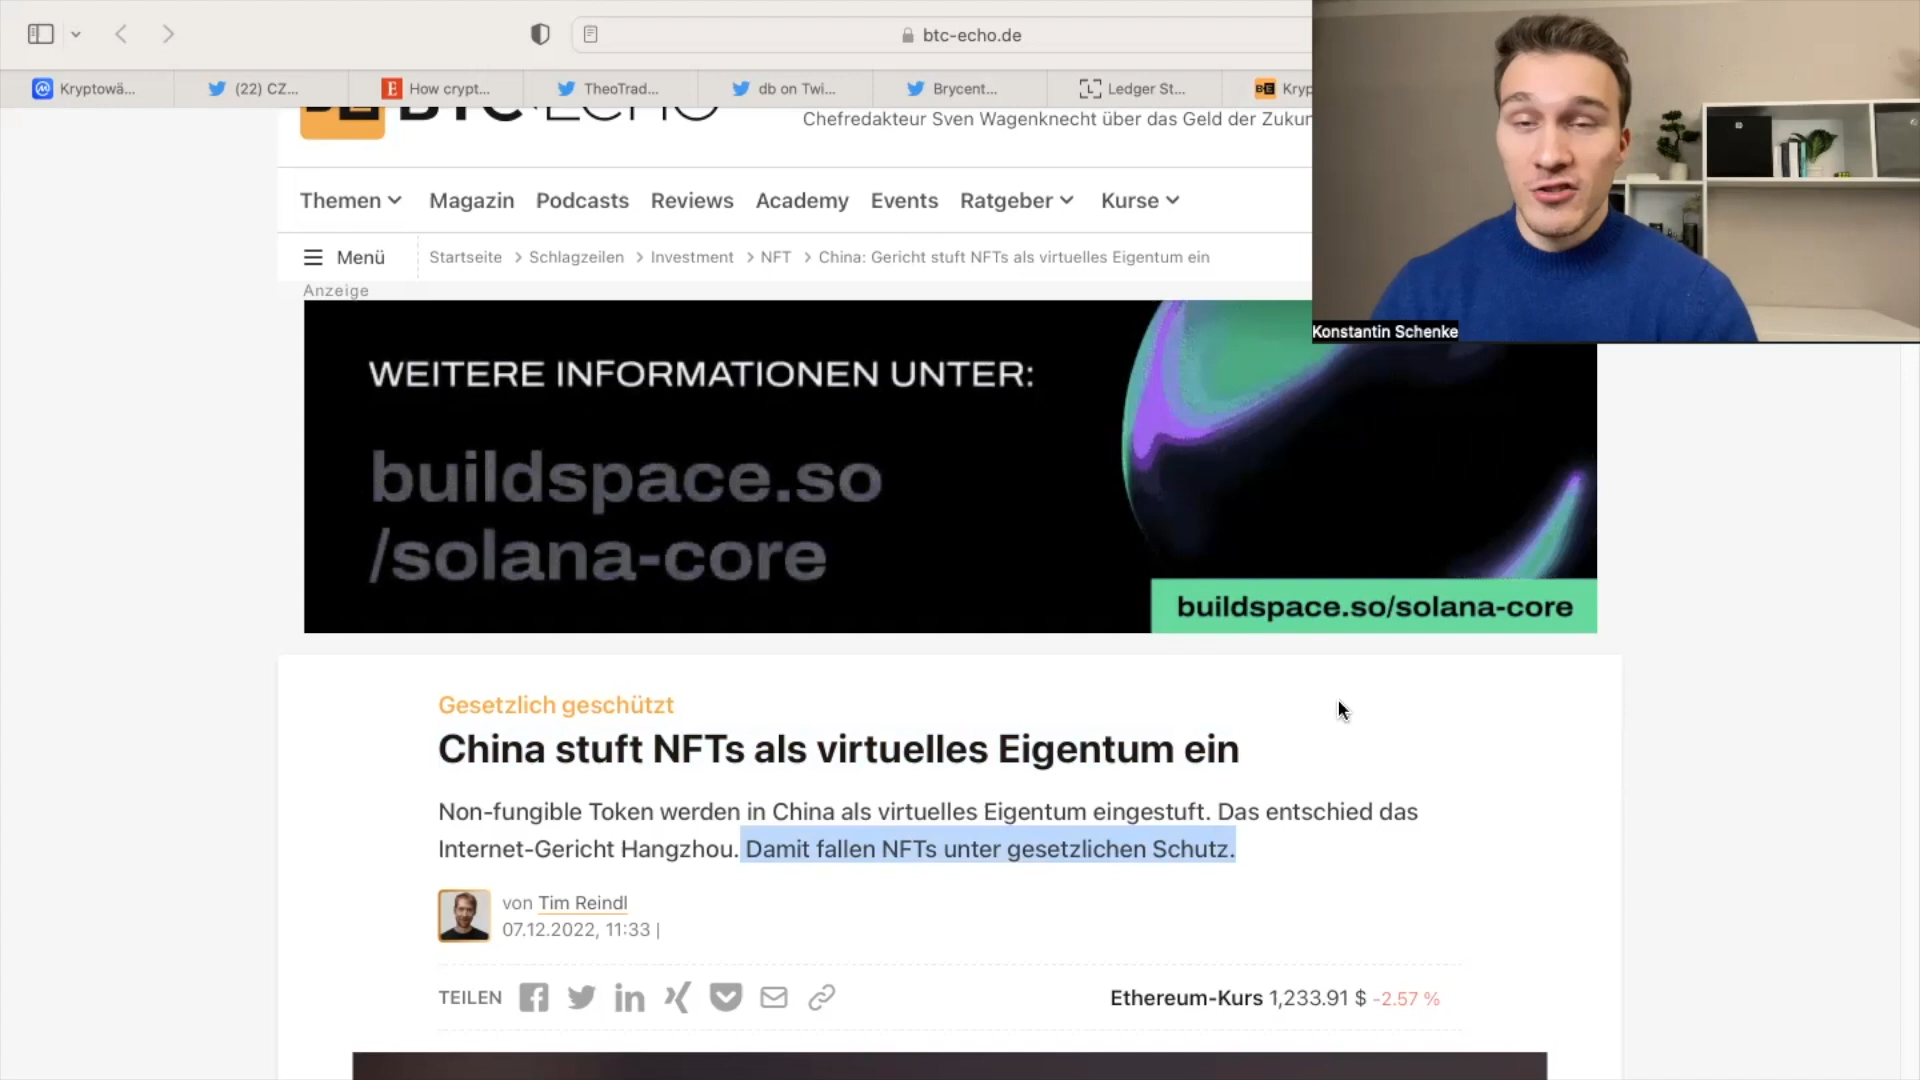 btc-echo.de
Kryptowä...
(22) CZ...
How crypt...
TheoTrad...
db on Twi...
Brycent...
Ledger St...
Chefredakteur Sven Wagenknecht über das Geld der
Themen
Magazin
Podcasts
Reviews
Academy
Events
Ratgeber
Kurse
Menü
Startseite > Schlagzeilen > Investment > NFT > China: Gericht stuft NFTs als virtuelles Eigentum ein
Anzeige
Konstantin Schenke
WEITERE INFORMATIONEN UNTER:
buildspace.so
/solana-core
buildspace.so/solana-core
Gesetzlich geschützt
China stuft NFTs als virtuelles Eigentum ein
Non-fungible Token werden in China als virtuelles Eigentum eingestuft. Das entschied das
Internet-Gericht Hangzhou. Damit fallen NFTs unter gesetzlichen Schutz.
von Tim Reindl
07.12.2022, 11:33 |
TEILEN
Ethereum-Kurs 1,233.91 $ -2.57 %